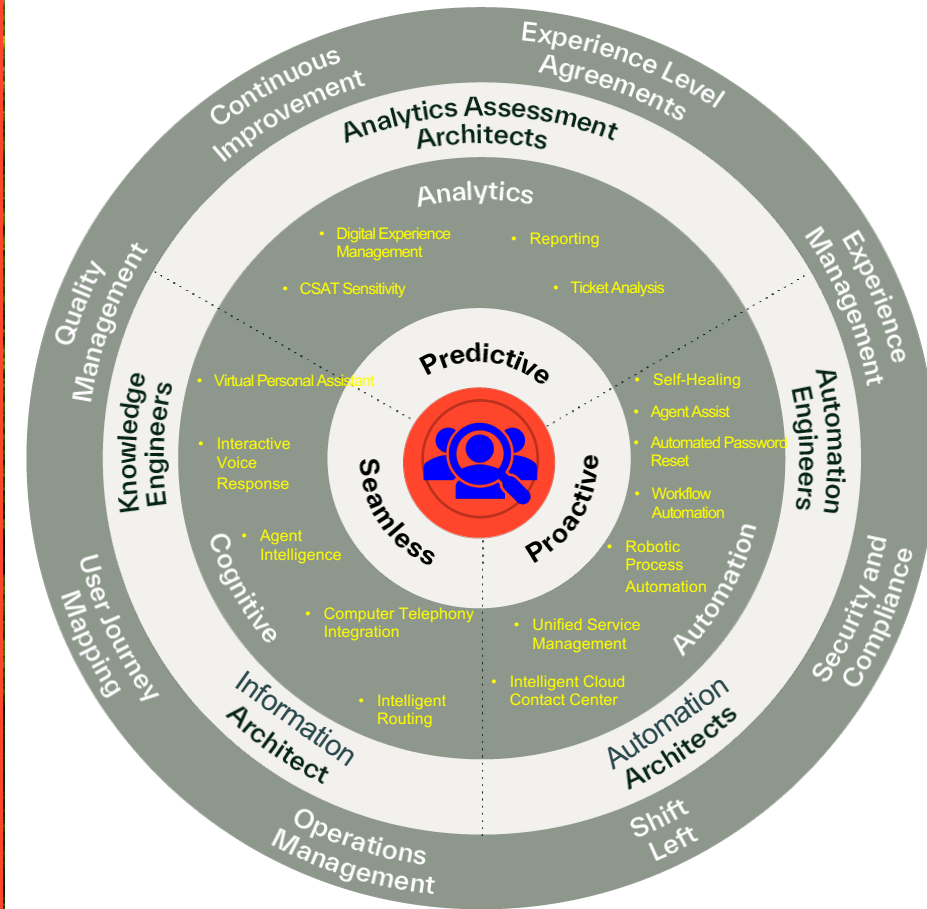 Experience Level
Agreements
Continuous
Improvement
Analytics Assessment
Architects
Analytics
• Digital Experience
Management
• Reporting
• CSAT Sensitivity
• Ticket Analysis
Experience
Management
Quality
Management
Predictive
Knowledge
Engineers
Automation
Engineers
• Virtual Personal Assistant
• Interactive
Voice
Response
• Agent
Intelligence
• Computer Telephony
Integration
• Intelligent
Routing
Cognitive
Seamless
Proactive
• Self-Healing
• Agent Assist
• Automated Password
Reset
• Workflow
Automation
• Robotic
Process
Automation
• Unified Service
Management
• Intelligent Cloud
Contact Center
Automation
Security and
Compliance
User Journey
Mapping
Information
Architect
Automation
Architects
Operations
Management
Shift
Left